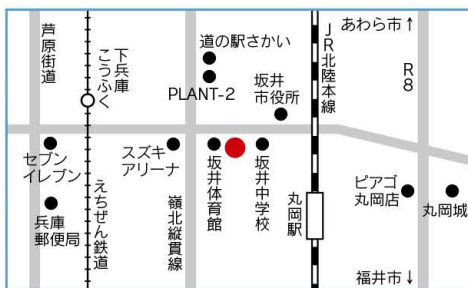 芦原街道
下兵庫
こうふく
道の駅さかい
PLANT-2
坂井
市役所
JR北陸本線
あわら市↑
R8
セブン
イレブン
兵庫
郵便局
えちぜん鉄道
スズキ
アリーナ
嶺北縦貫線
坂井体育館
坂井中学校
丸岡駅
ピアゴ
丸岡店
丸岡城
福井市↓